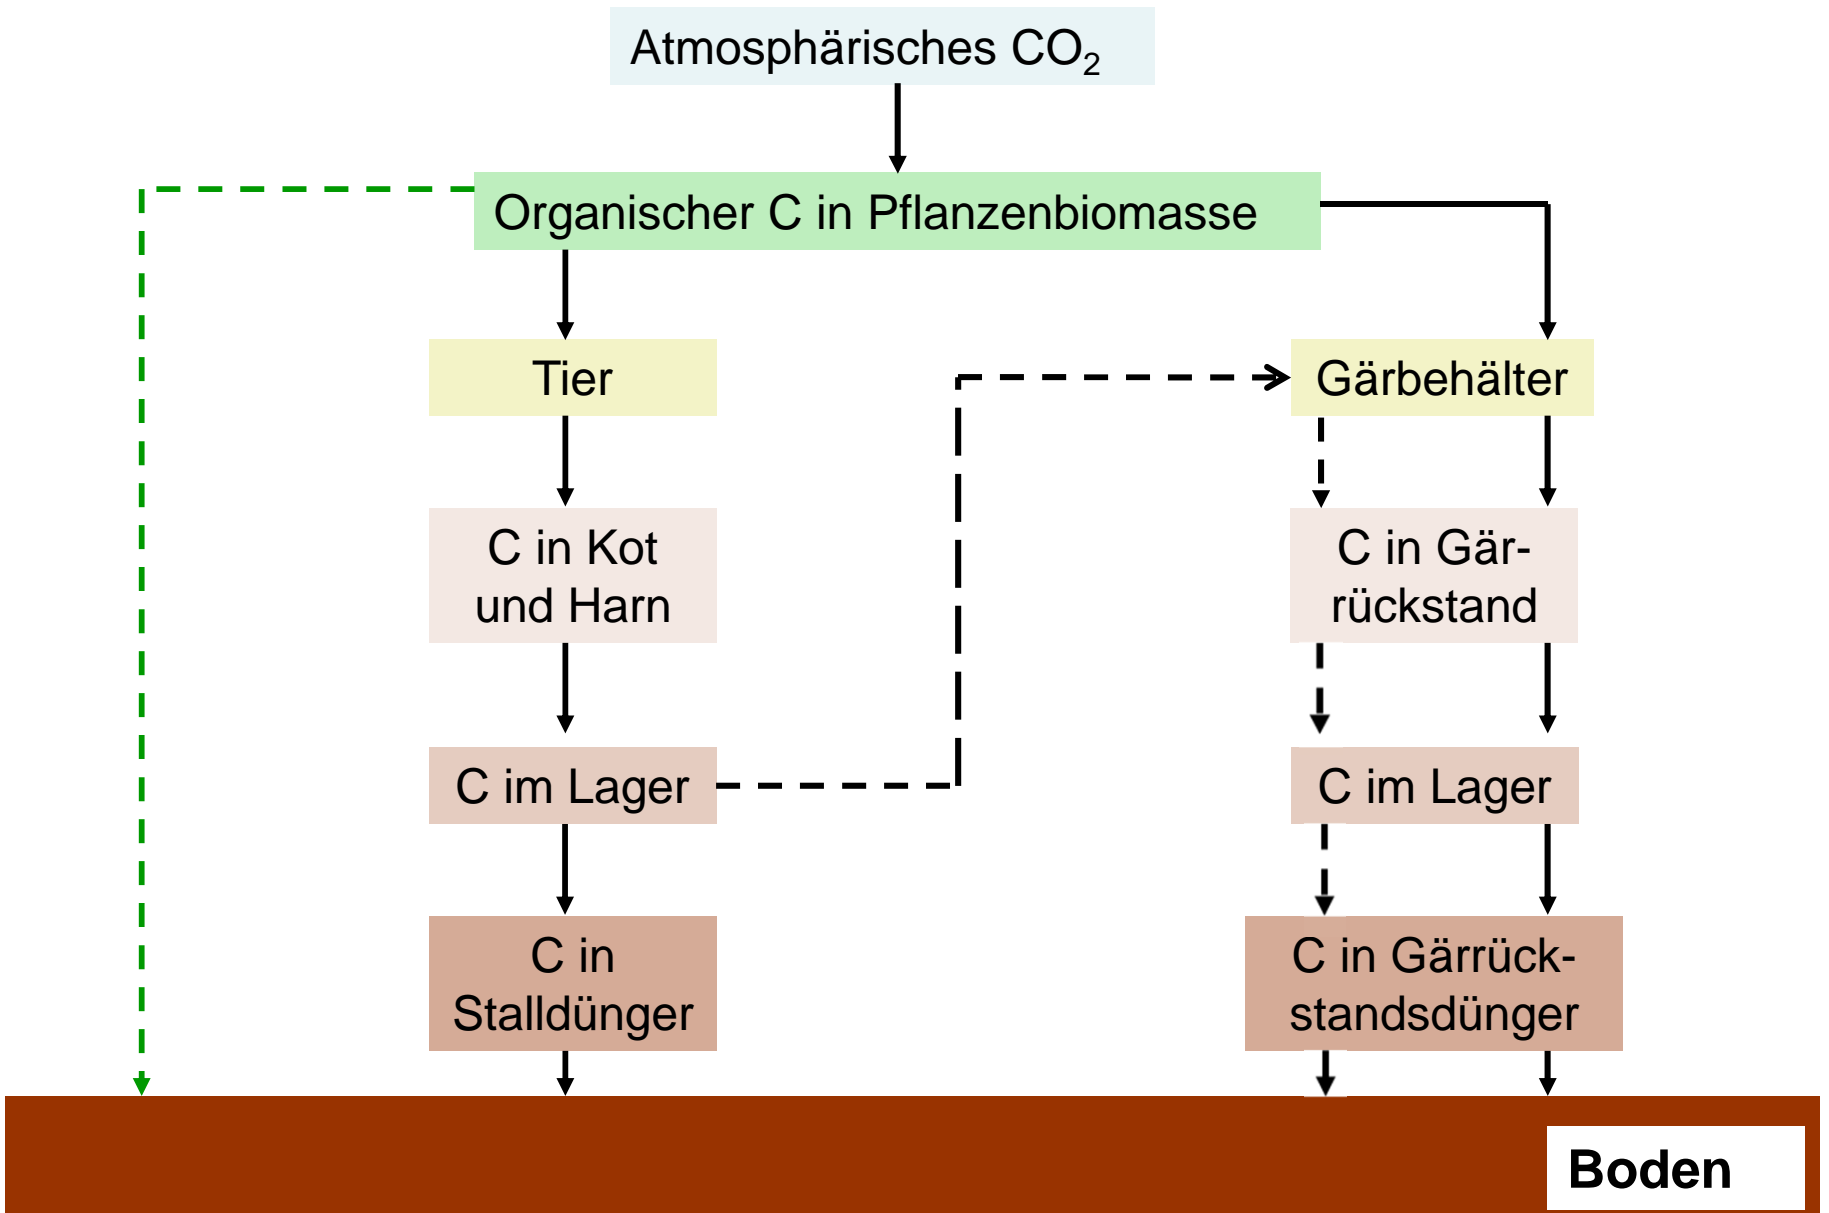 Atmosphärisches CO₂
Organischer C in Pflanzenbiomasse
Tier
Gärbehälter
C in Kot
und Harn
C in Gär-
rückstand
C im Lager
C im Lager
C in
Stalldünger
C in Gärrück-
standsdünger
Boden